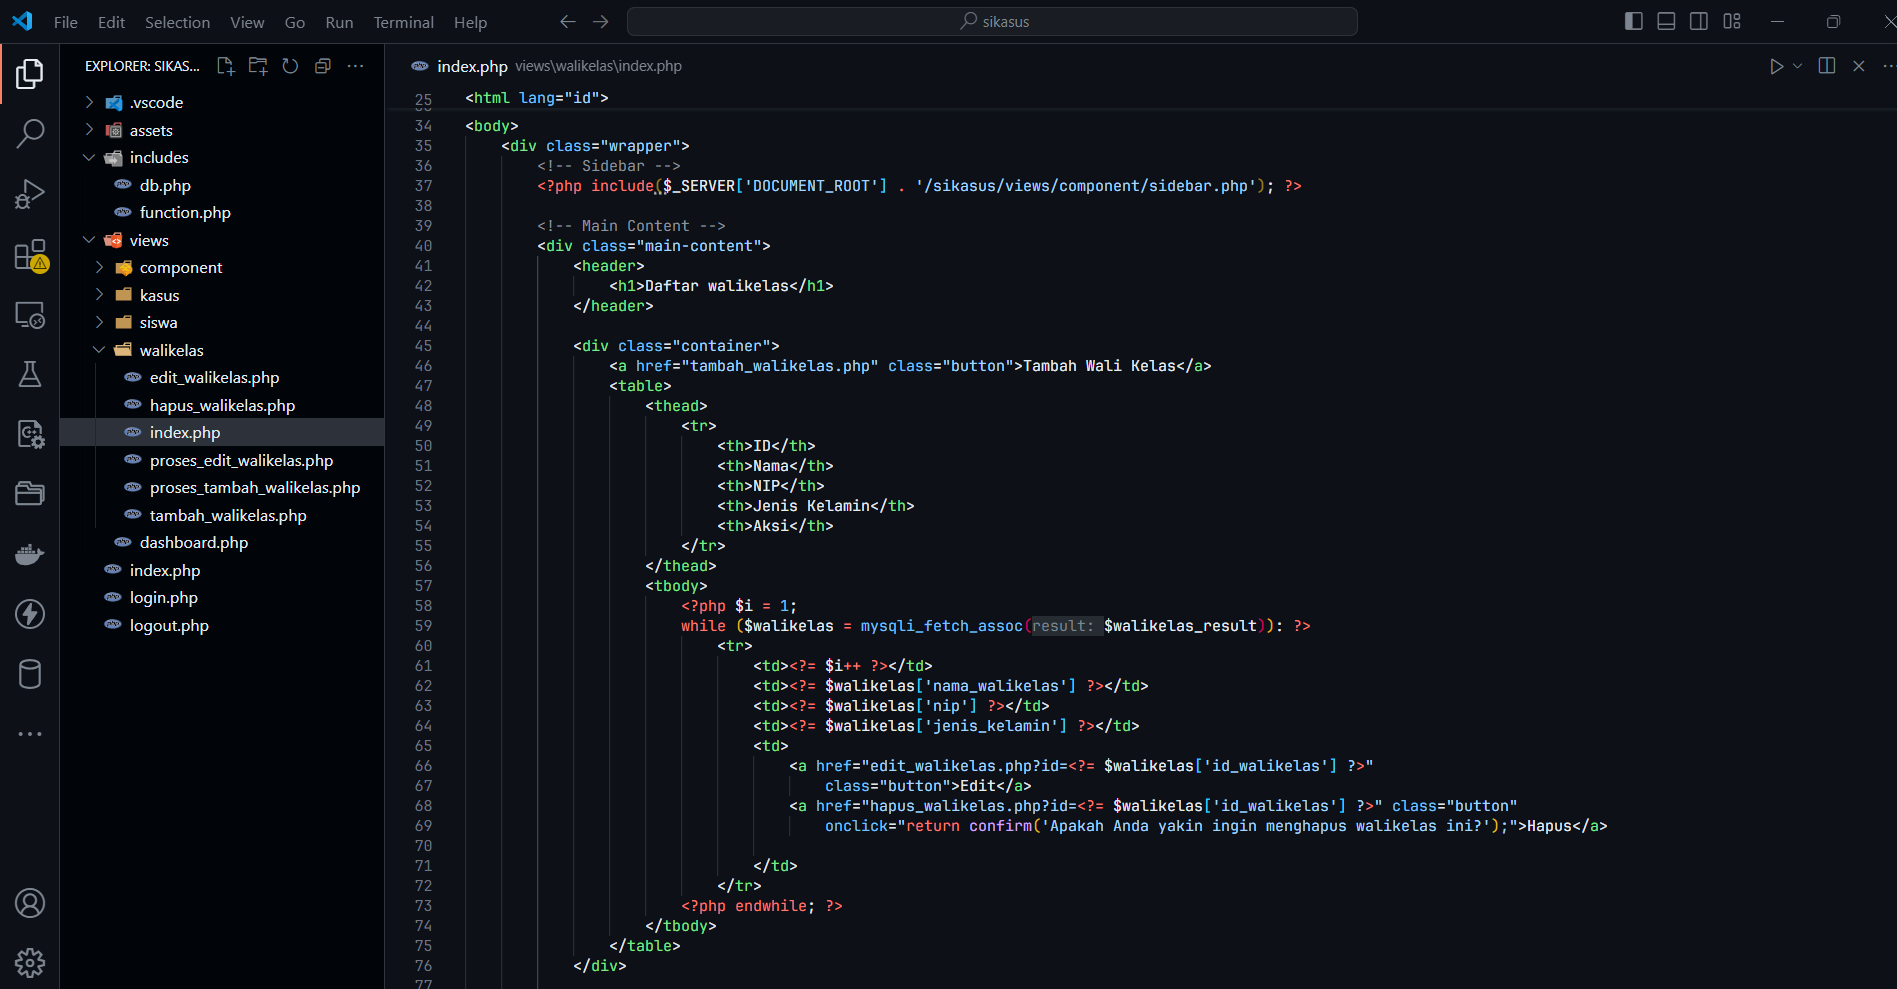 File Edit Selection View Go Run Terminal Help
sikasus
EXPLORER: SIKAS...
.vscode
assets
includes
db.php
function.php
views
component
kasus
siswa
walikelas
edit_walikelas.php
hapus_walikelas.php
index.php
proses_edit_walikelas.php
proses_tambah_walikelas.php
tambah_walikelas.php
dashboard.php
index.php
login.php
logout.php
index.php views\walikelas\index.php
25 <html lang="id">
34 <body>
35 <div class="wrapper">
36 <!-- Sidebar -->
37 <?php include($_SERVER['DOCUMENT_ROOT'] . '/sikasus/views/component/sidebar.php'); ?>
38
39 <!-- Main Content -->
40 <div class="main-content">
41 <header>
42 <h1>Daftar walikelas</h1>
43 </header>
44
45 <div class="container">
46 <a href="tambah_walikelas.php" class="button">Tambah Wali Kelas</a>
47 <table>
48 <thead>
49 <tr>
50 <th>ID</th>
51 <th>Nama</th>
52 <th>NIP</th>
53 <th>Jenis Kelamin</th>
54 <th>Aksi</th>
55 </tr>
56 </thead>
57 <tbody>
58 <?php $i = 1;
59 while ($walikelas = mysqli_fetch_assoc(result: $walikelas_result)): ?>
60 <tr>
61 <td><?= $i++ ?></td>
62 <td><?= $walikelas['nama_walikelas'] ?></td>
63 <td><?= $walikelas['nip'] ?></td>
64 <td><?= $walikelas['jenis_kelamin'] ?></td>
65 <td>
66 <a href="edit_walikelas.php?id=<?= $walikelas['id_walikelas'] ?>"
67 class="button">Edit</a>
68 <a href="hapus_walikelas.php?id=<?= $walikelas['id_walikelas'] ?>" class="button"
69 onclick="return confirm('Apakah Anda yakin ingin menghapus walikelas ini?');">Hapus</a>
70
71 </td>
72 </tr>
73 <?php endwhile; ?>
74 </tbody>
75 </table>
76 </div>
77